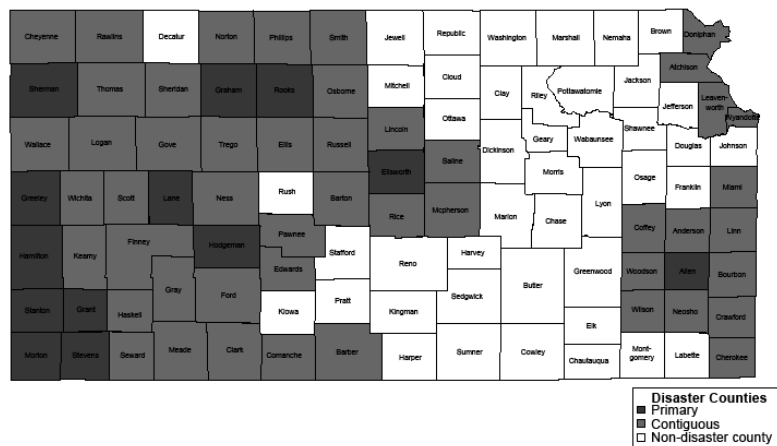 Cheyenne
Rawlins
Decatur
Norton
Phillips
Smith
Jewell
Republic
Washington
Marshall
Nemaha
Brown
Doniphan
Sherman
Thomas
Sheridan
Graham
Rooks
Osborne
Mitchell
Cloud
Clay
Riley
Pottawatomie
Jackson
Atchison
Jefferson
Leaven-
worth
Wyandotte
Ottawa
Lincoln
Wallace
Logan
Gove
Trego
Ellis
Russell
Saline
Dickinson
Geary
Wabaunsee
Shawnee
Douglas
Johnson
Ellsworth
Morris
Osage
Franklin
Miami
Greeley
Wichita
Scott
Lane
Ness
Rush
Barton
Rice
Mcpherson
Marion
Chase
Lyon
Coffey
Anderson
Linn
Hamilton
Kearny
Finney
Hodgeman
Pawnee
Stafford
Reno
Harvey
Edwards
Butler
Greenwood
Woodson
Allen
Bourbon
Stanton
Grant
Haskell
Gray
Ford
Kiowa
Pratt
Kingman
Sedgwick
Elk
Wilson
Neosho
Crawford
Morton
Stevens
Seward
Meade
Clark
Comanche
Barber
Harper
Sumner
Cowley
Chautauqua
Mont-
gomery
Labette
Cherokee
Disaster Counties
Primary
Contiguous
Non-disaster county